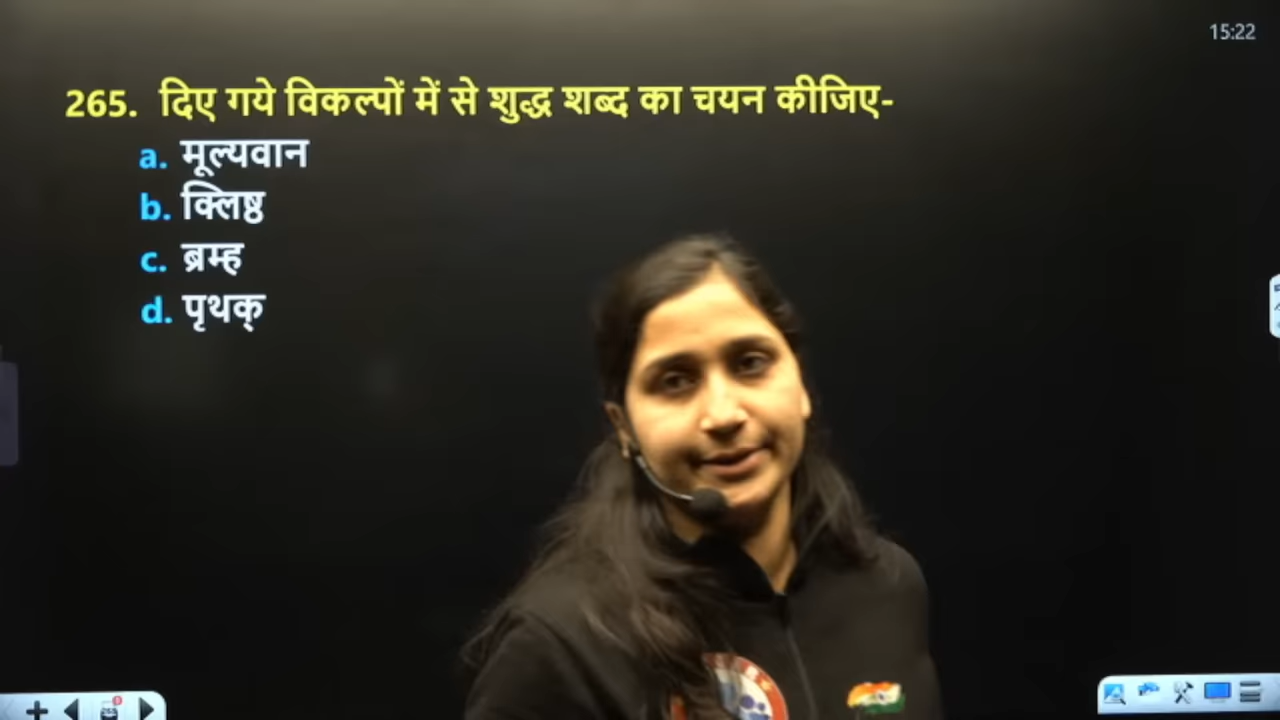 15:22
265. दिए गये विकल्पों में से शुद्ध शब्द का चयन कीजिए-
a. मूल्यवान
b. क्लिष्ठ
c. ब्रम्ह
d. पृथक्